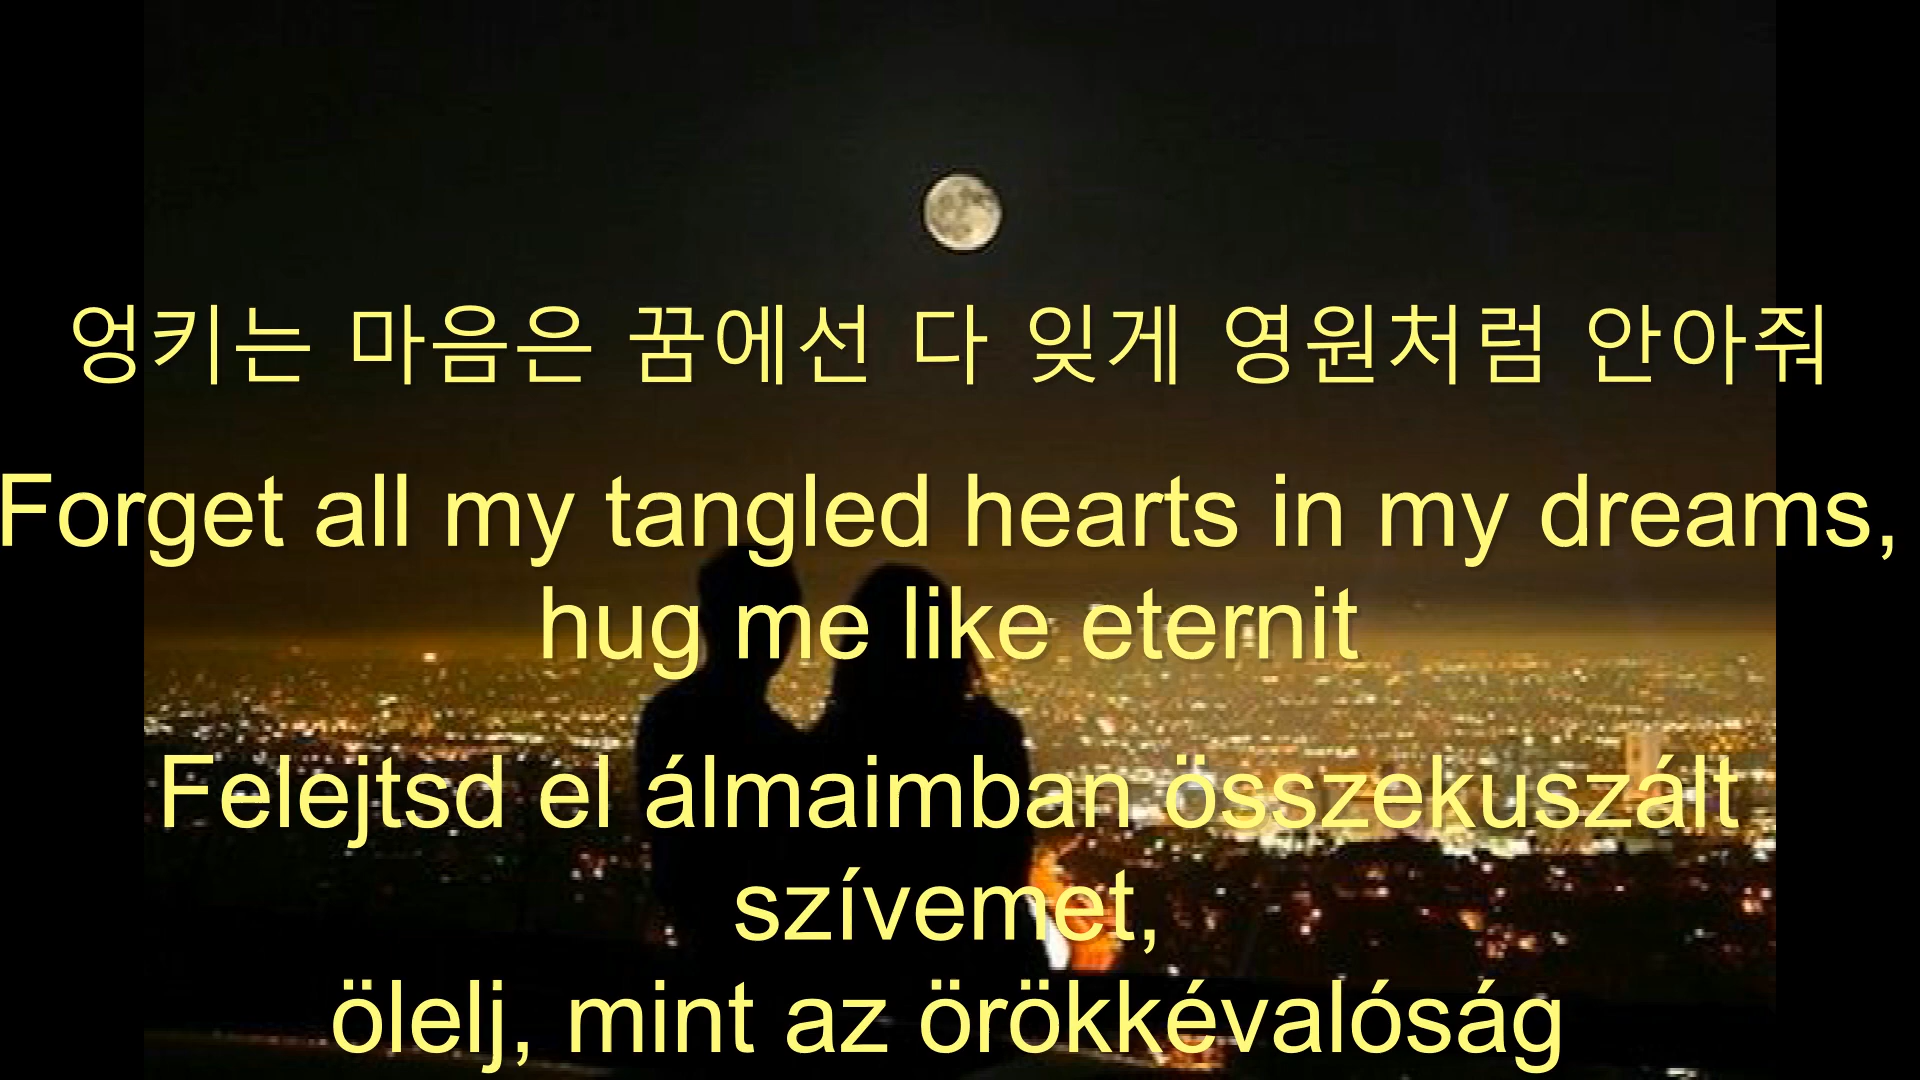 엉키는 마음은 꿈에선 다 잊게 영원처럼 안아줘
Forget all my tangled hearts in my dreams,
hug me like eternit
Felejtsd el álmaimban összekuszált
szívemet,
ölelj, mint az örökkévalóság